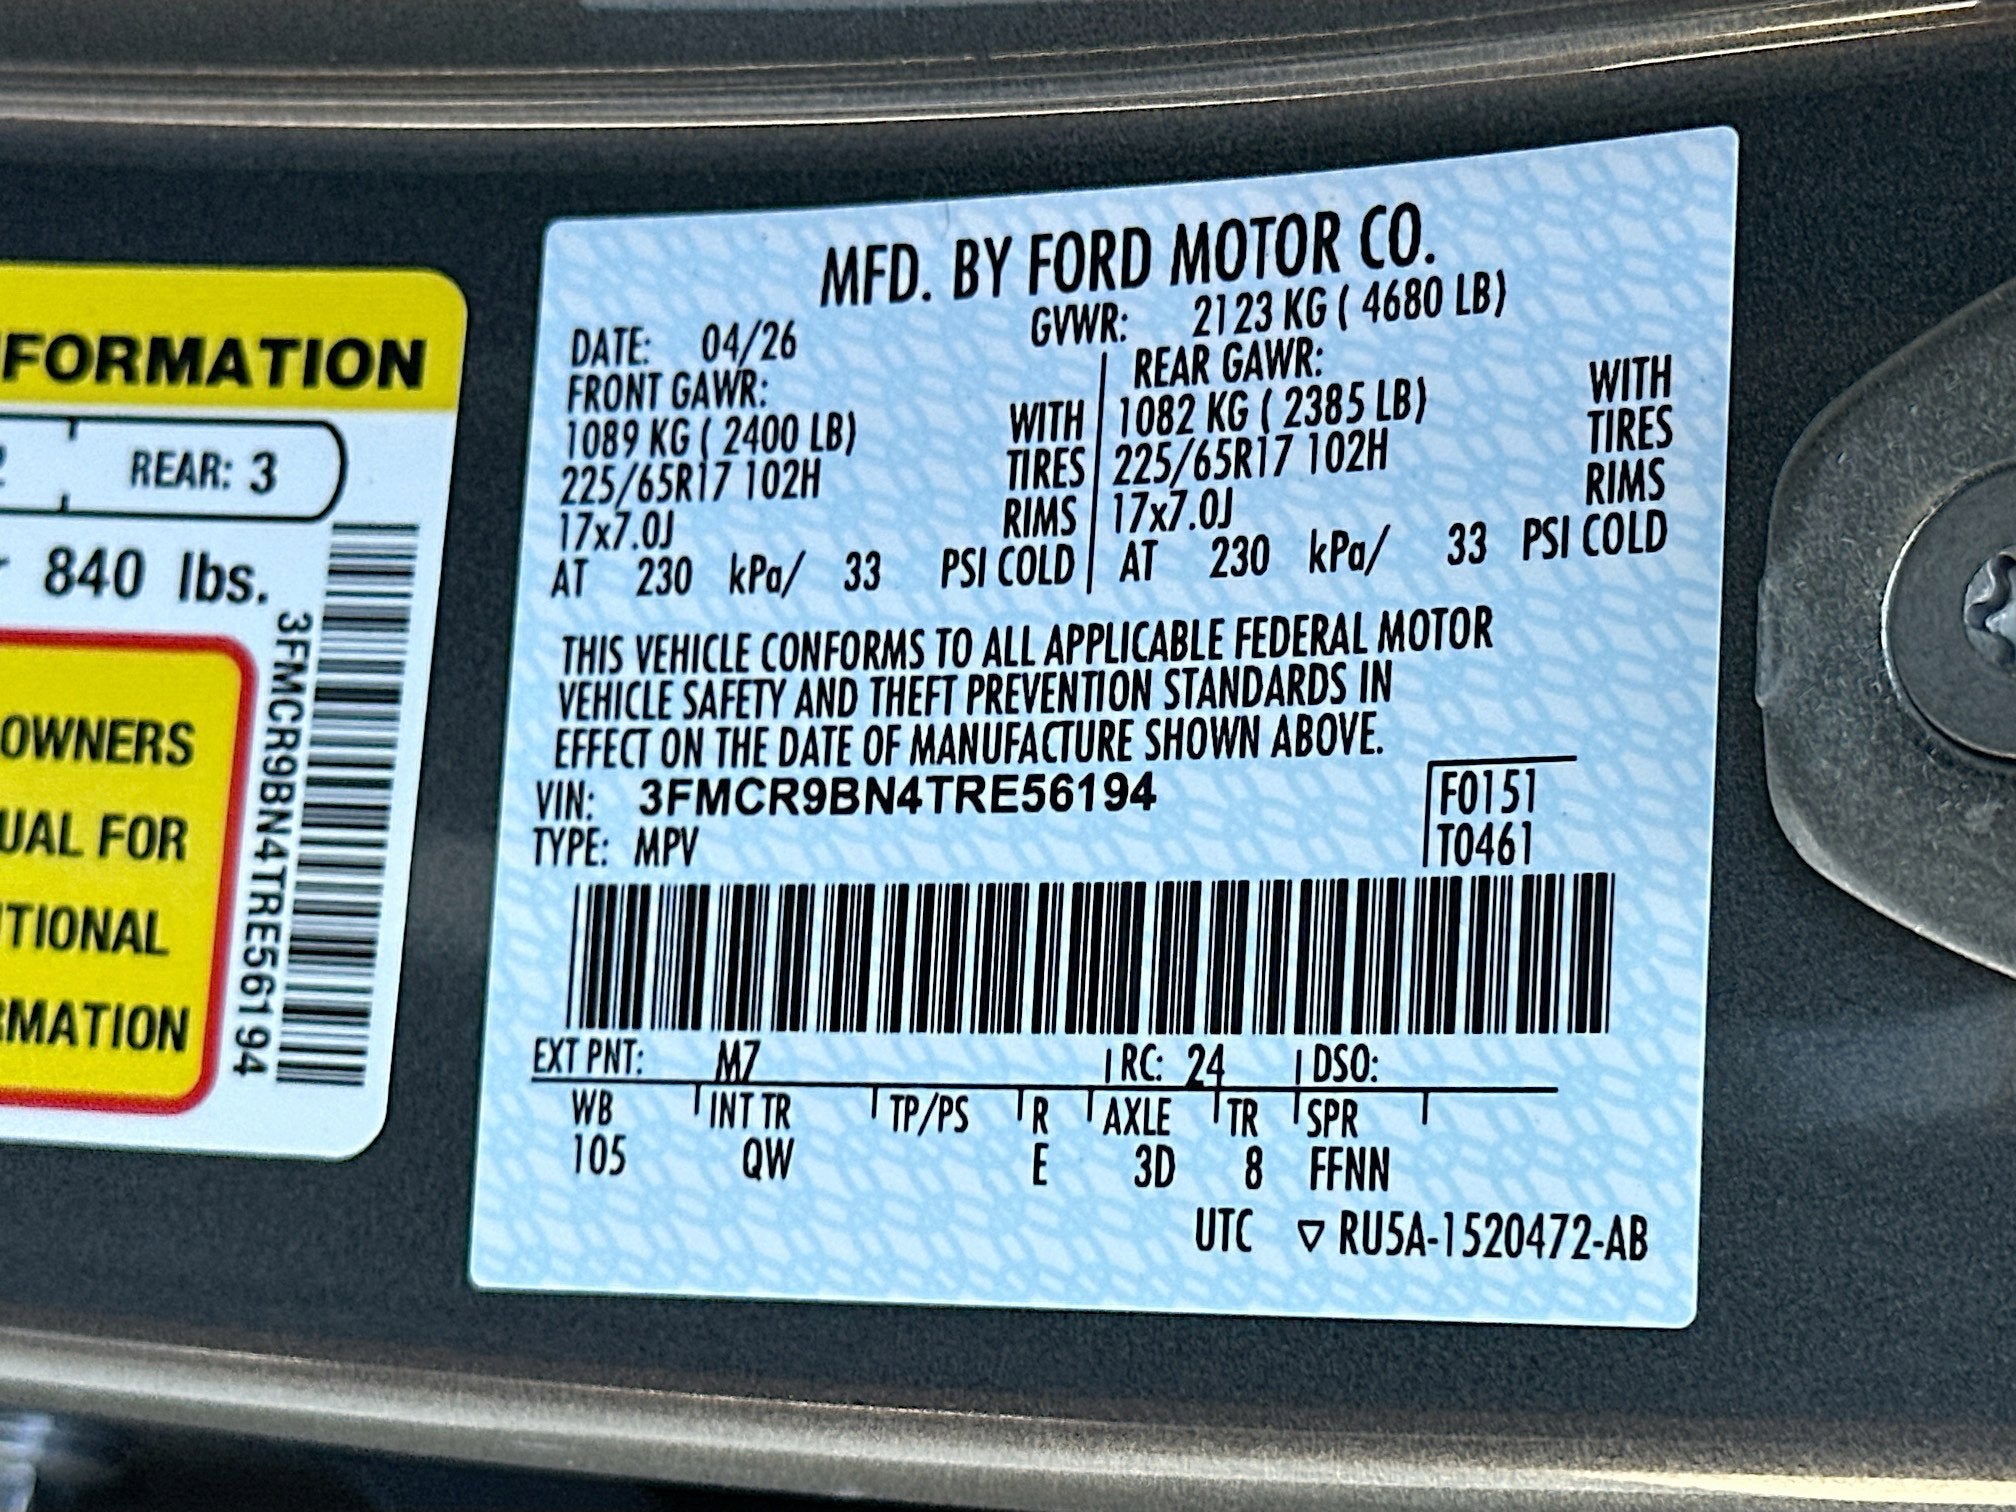 FORMATION
REAR: 3
840 lbs.
OWNERS
UAL FOR
TIONAL
RMATION
3FMCR9BN4TRE56194
MFD. BY FORD MOTOR CO.
DATE: 04/26 GVWR: 2123 KG ( 4680 LB)
FRONT GAWR: REAR GAWR:
1089 KG ( 2400 LB) WITH 1082 KG ( 2385 LB) WITH
225/65R17 102H TIRES 225/65R17 102H TIRES
17x7.0J RIMS 17x7.0J RIMS
AT 230 kPa/ 33 PSI COLD AT 230 kPa/ 33 PSI COLD
THIS VEHICLE CONFORMS TO ALL APPLICABLE FEDERAL MOTOR
VEHICLE SAFETY AND THEFT PREVENTION STANDARDS IN
EFFECT ON THE DATE OF MANUFACTURE SHOWN ABOVE.
VIN: 3FMCR9BN4TRE56194 F0151
TYPE: MPV T0461
EXT PNT: M7 RC: 24 DSO:
WB INT TR TP/PS R AXLE TR SPR
105 QW E 3D 8 FFNN
UTC ▽ RU5A-1520472-AB